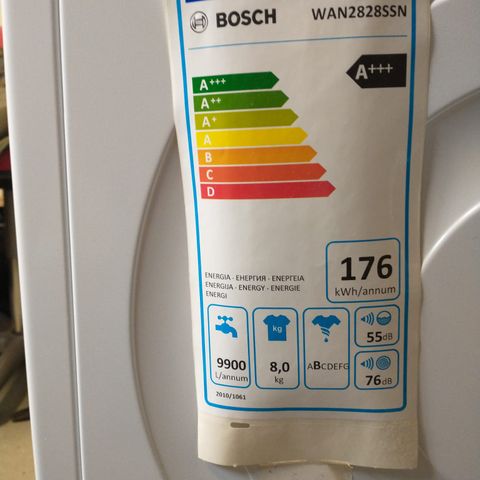 BOSCH WAN2828SSN
A+++
A+++
A++
A+
A
B
C
D
ENERGIA - ЕНЕРГИЯ - ΕΝΕΡΓΕΙΑ
ENERGIJA - ENERGY - ENERGIE
ENERGI
176
kWh/annum
9900
L/annum
kg
8,0
kg
ABCDEFG
55dB
76dB
2010/1061